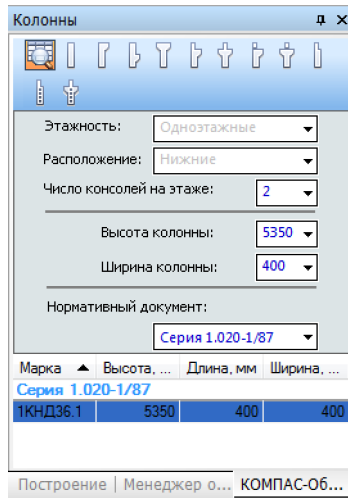 Колонны
Этажность: Одноэтажные
Расположение: Нижние
Число консолей на этаже: 2
Высота колонны: 5350
Ширина колонны: 400
Нормативный документ:
Серия 1.020-1/87
Марка Высота, ... Длина, мм Ширина, ...
Серия 1.020-1/87
1КНД36.1 5350 400 400
Построение Менеджер о... КОМПАС-Об...